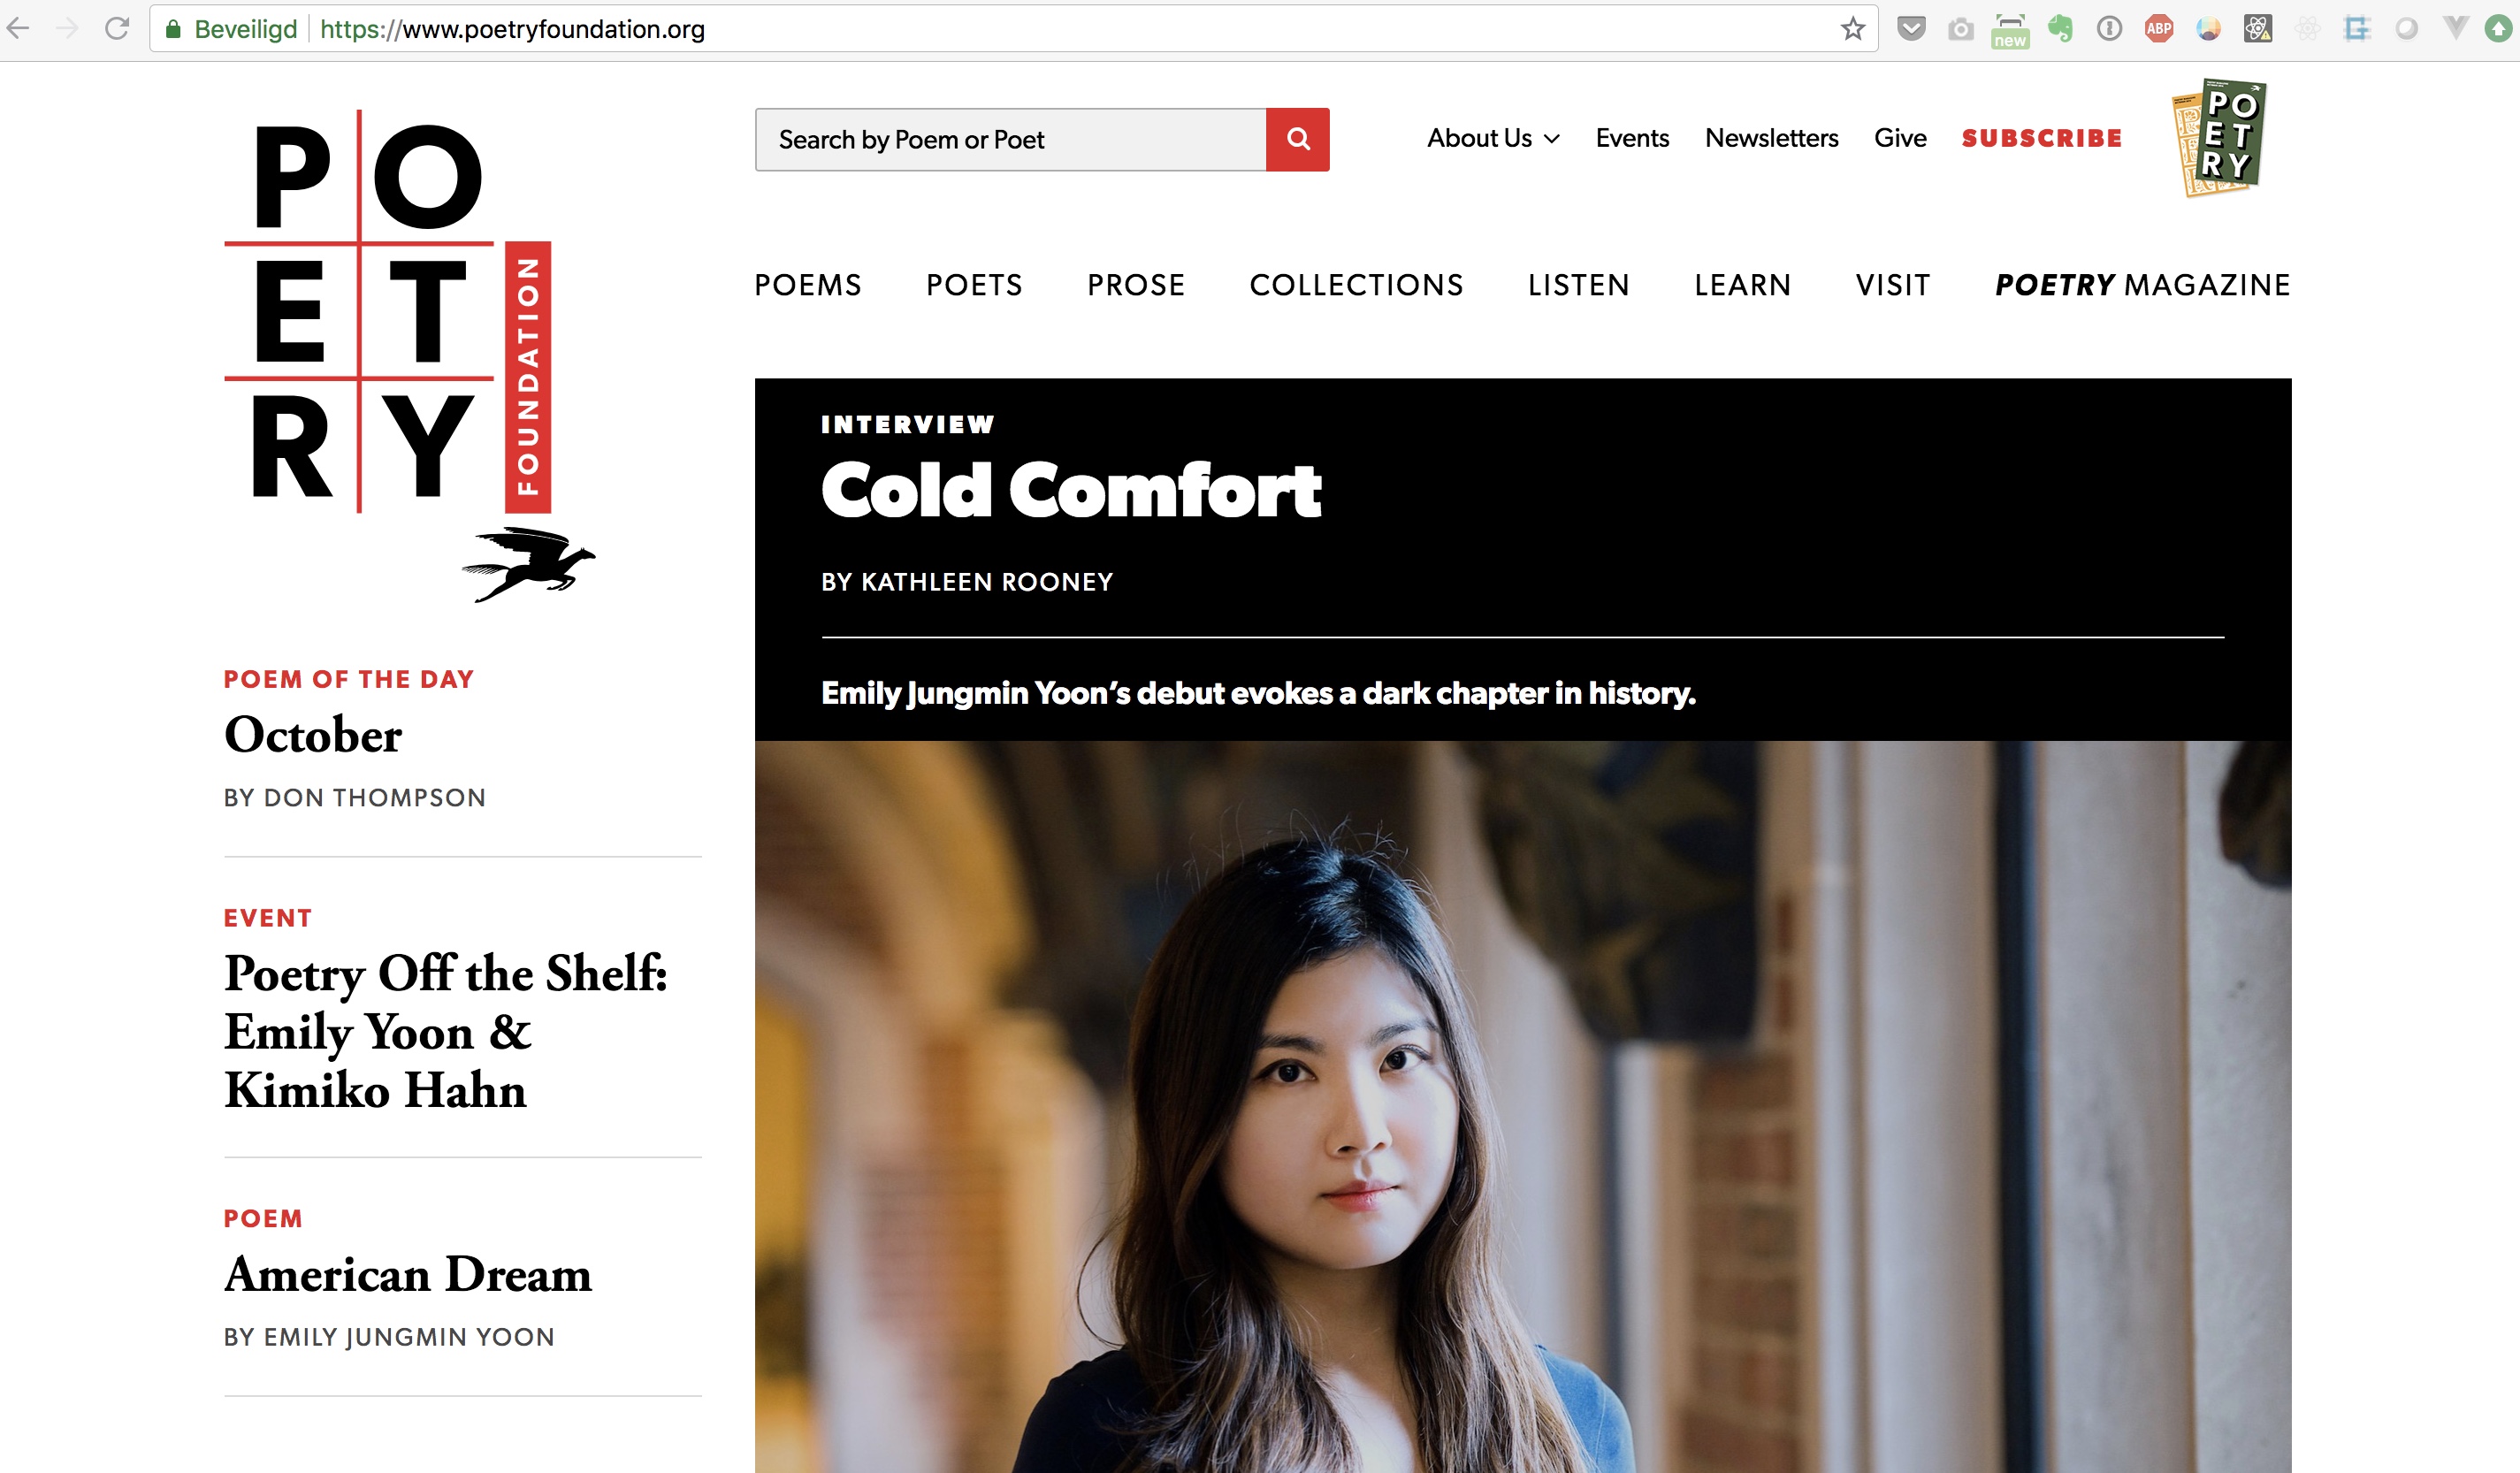 Beveiligd https://www.poetryfoundation.org
new
ABP
PO
ET
RY
FOUNDATION
Search by Poem or Poet
About Us Events Newsletters Give SUBSCRIBE
PO
ET
RY
POEMS POETS PROSE COLLECTIONS LISTEN LEARN VISIT POETRY MAGAZINE
INTERVIEW
Cold Comfort
BY KATHLEEN ROONEY
Emily Jungmin Yoon’s debut evokes a dark chapter in history.
POEM OF THE DAY
October
BY DON THOMPSON
EVENT
Poetry Off the Shelf:
Emily Yoon &
Kimiko Hahn
POEM
American Dream
BY EMILY JUNGMIN YOON